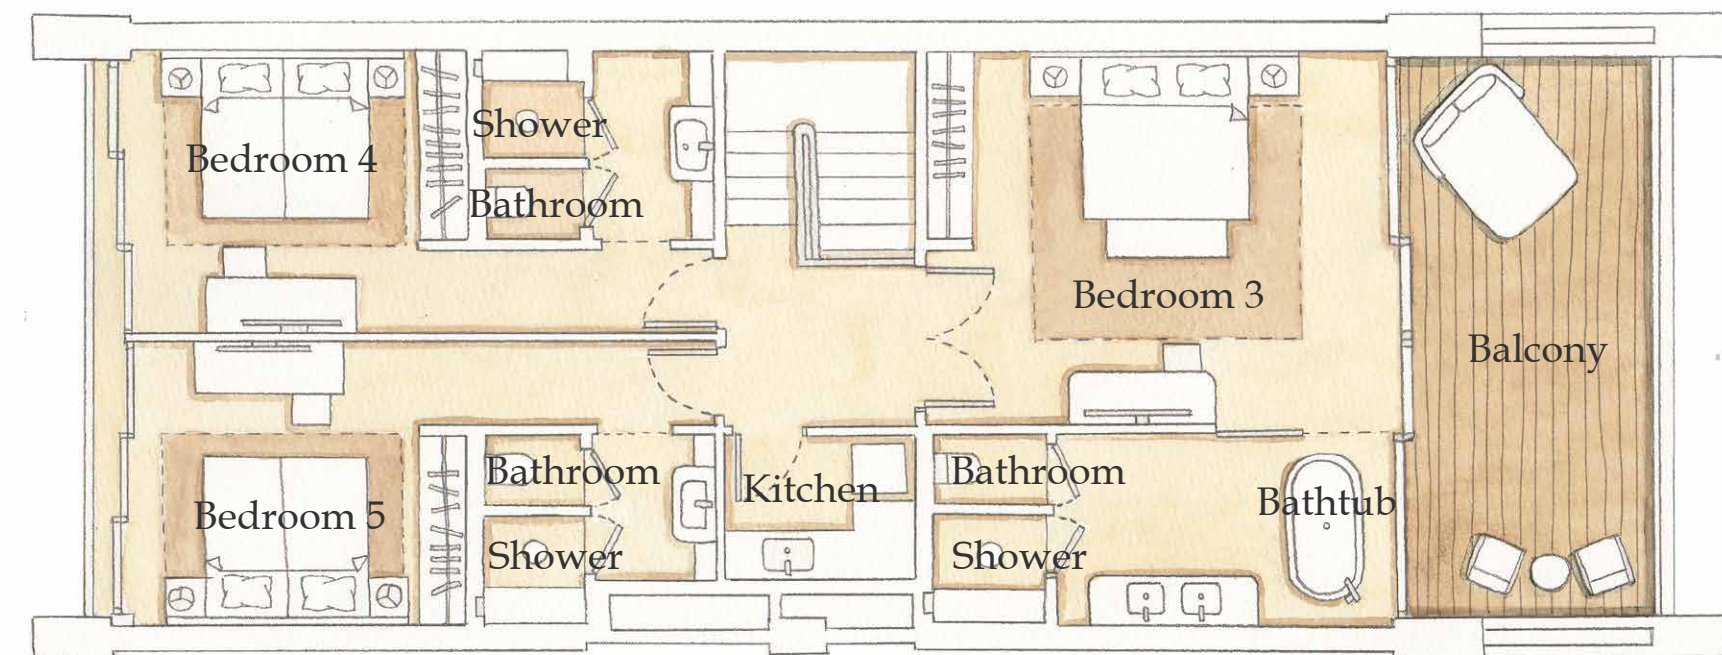 Shower
Bedroom 4
Bathroom
Bedroom 3
Balcony
Bathroom
Kitchen
Bathroom
Bathtub
Bedroom 5
Shower
Shower